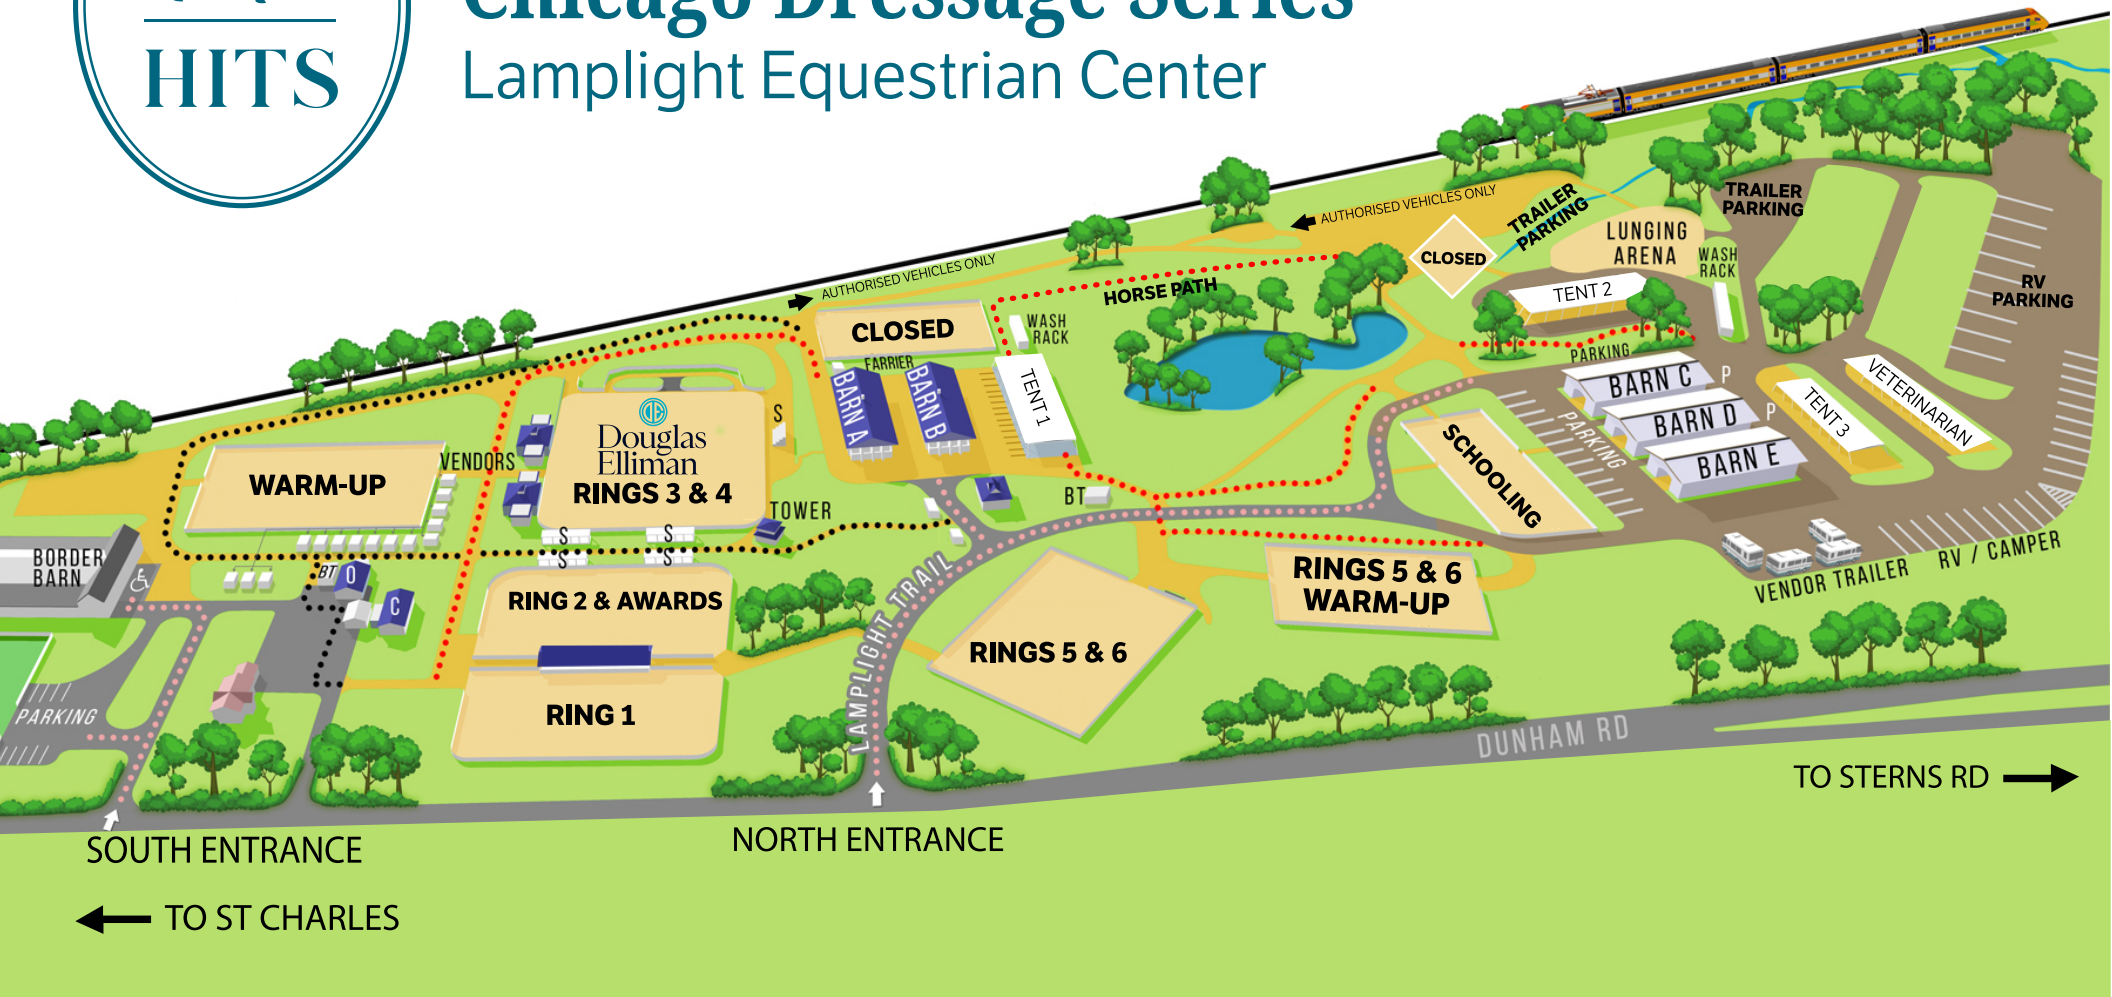 Chicago Dressage Series
HITS
Lamplight Equestrian Center
AUTHORISED VEHICLES ONLY
TRAILER
PARKING
TRAILER
PARKING
LUNGING
ARENA
CLOSED
WASH
RACK
AUTHORISED VEHICLES ONLY
HORSE PATH
TENT 2
RV
PARKING
CLOSED
WASH
RACK
FARRIER
BARN A
BARN B
TENT 1
PARKING
BARN C
P
BARN D
P
BARN E
PARKING
TENT 3
VETERINARIAN
SCHOOLING
Douglas
Elliman
RINGS 3 & 4
S
WARM-UP
VENDORS
TOWER
BT
S
S
S
S
BORDER
BARN
BT
O
C
RING 2 & AWARDS
RINGS 5 & 6
WARM-UP
VENDOR TRAILER
RV / CAMPER
LAMPLIGHT TRAIL
RINGS 5 & 6
PARKING
RING 1
DUNHAM RD
TO STERNS RD
SOUTH ENTRANCE
NORTH ENTRANCE
TO ST CHARLES